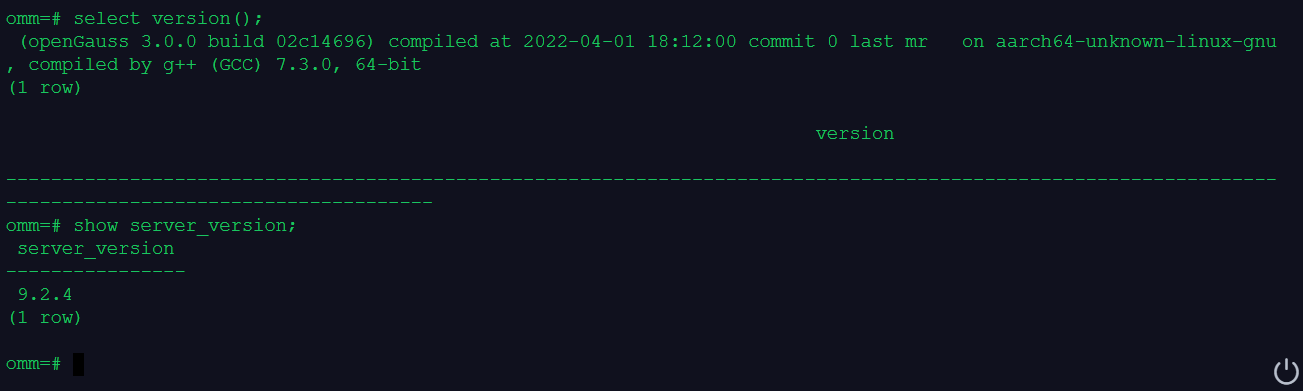 omm=# select version();
 (openGauss 3.0.0 build 02c14696) compiled at 2022-04-01 18:12:00 commit 0 last mr   on aarch64-unknown-linux-gnu
, compiled by g++ (GCC) 7.3.0, 64-bit
(1 row)
version
-----------------------------------------------------------------------------------------------------------------
--------------------------------------
omm=# show server_version;
 server_version
----------------
 9.2.4
(1 row)
omm=#